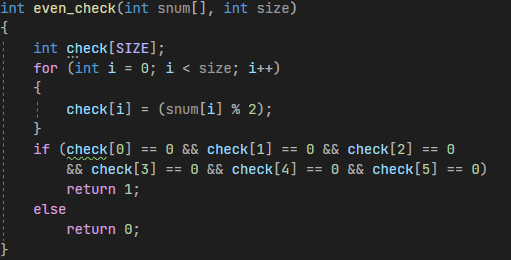 int even_check(int snum[], int size)
{
    int check[SIZE];
    for (int i = 0; i < size; i++)
    {
        check[i] = (snum[i] % 2);
    }
    if (check[0] == 0 && check[1] == 0 && check[2] == 0
        && check[3] == 0 && check[4] == 0 && check[5] == 0)
        return 1;
    else
        return 0;
}